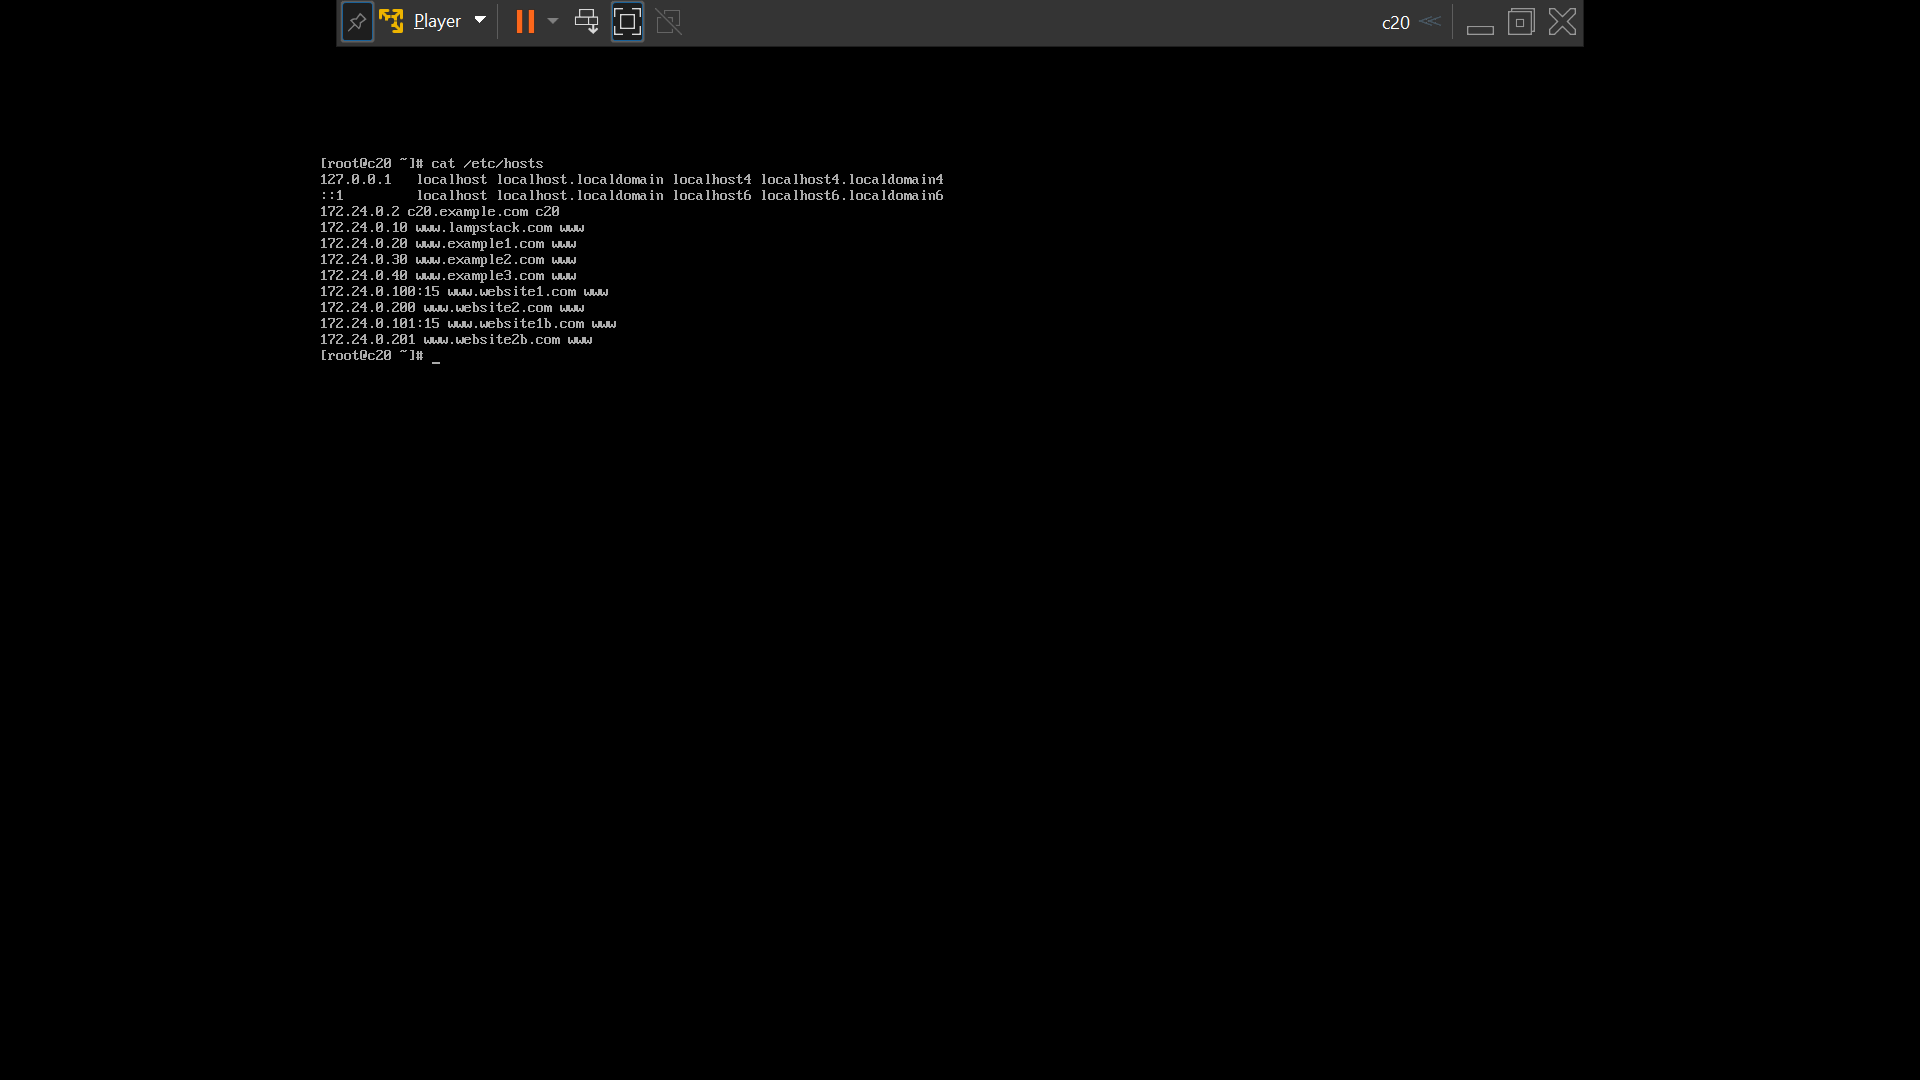 Player
c20
[root@c20 ~]# cat /etc/hosts
127.0.0.1   localhost localhost.localdomain localhost4 localhost4.localdomain4
::1         localhost localhost.localdomain localhost6 localhost6.localdomain6
172.24.0.2 c20.example.com c20
172.24.0.10 www.lampstack.com www
172.24.0.20 www.example1.com www
172.24.0.30 www.example2.com www
172.24.0.40 www.example3.com www
172.24.0.100:15 www.website1.com www
172.24.0.200 www.website2.com www
172.24.0.101:15 www.website1b.com www
172.24.0.201 www.website2b.com www
[root@c20 ~]# _